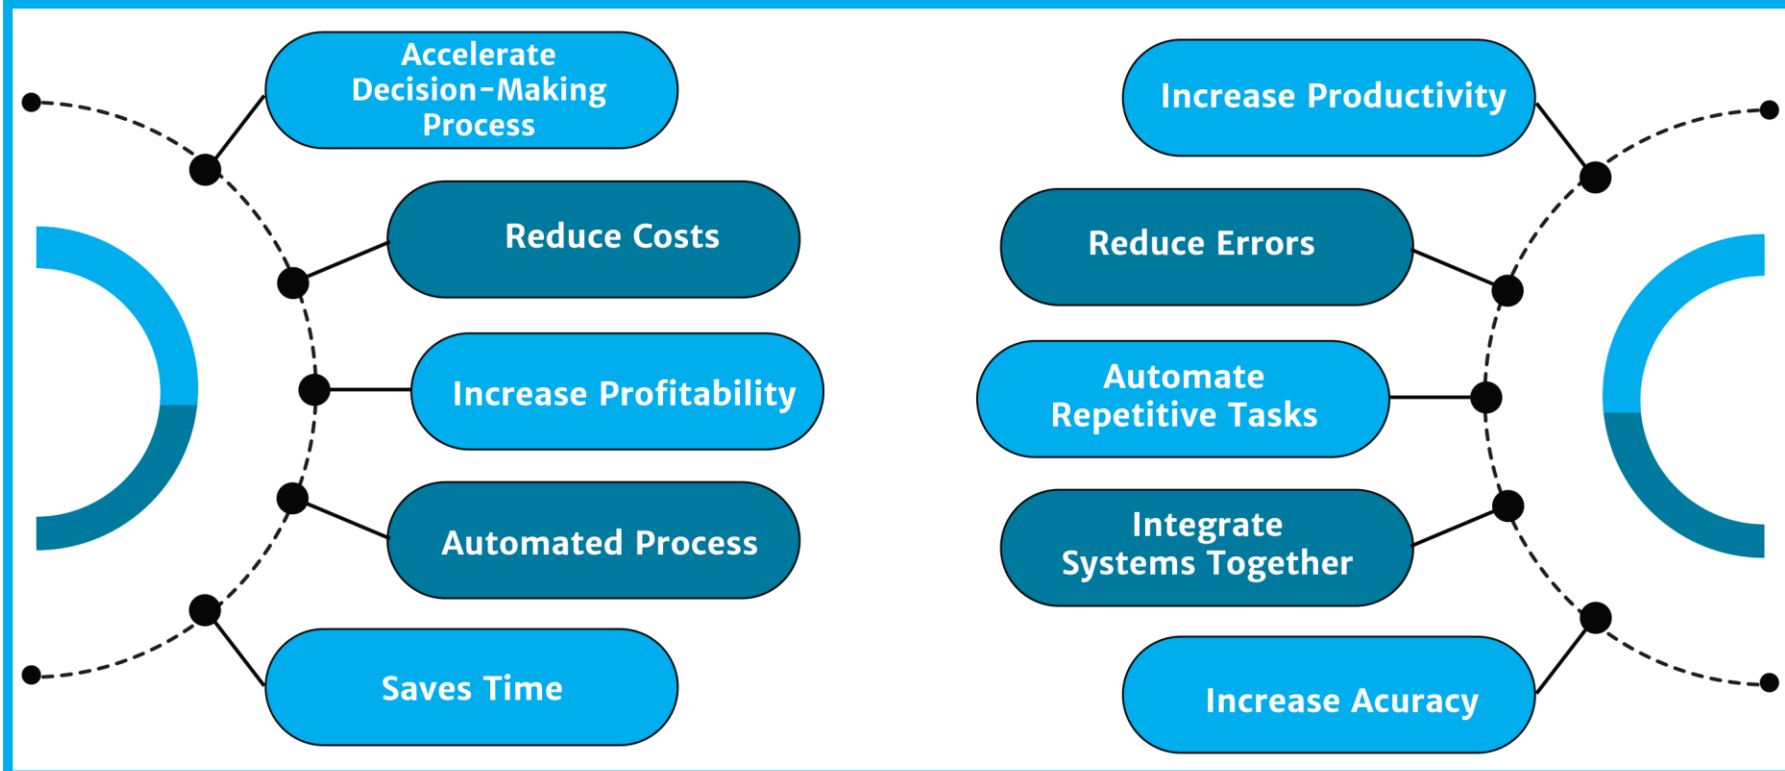 Accelerate
Decision-Making
Process
Reduce Costs
Increase Profitability
Automated Process
Saves Time
Increase Productivity
Reduce Errors
Automate
Repetitive Tasks
Integrate
Systems Together
Increase Acuracy